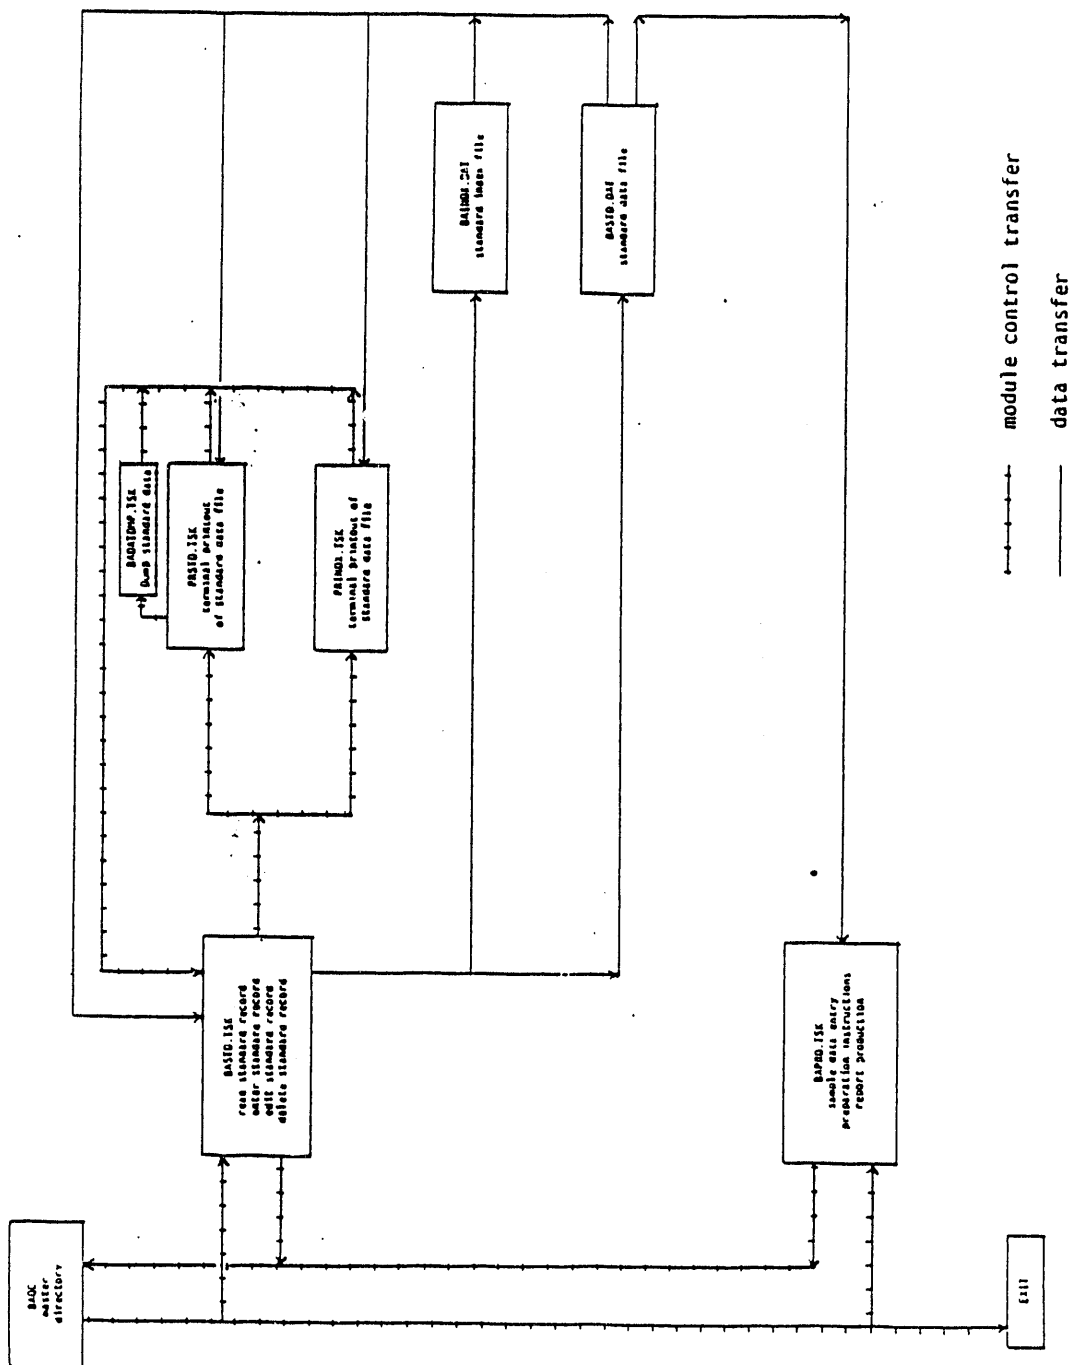 BAQC
master
directory
BASTD.TSK
read standard record
enter standard record
edit standard record
delete standard record
BADATDMP.TSK
Dump standard data
PRSTD.TSK
terminal printout
of standard data file
PRINDX.TSK
terminal printout of
standard data file
BAINDX.DAT
standard index file
BASTD.DAT
standard data file
BAPRO.TSK
sample data entry
preparation instructions
report production
EXIT
module control transfer
data transfer